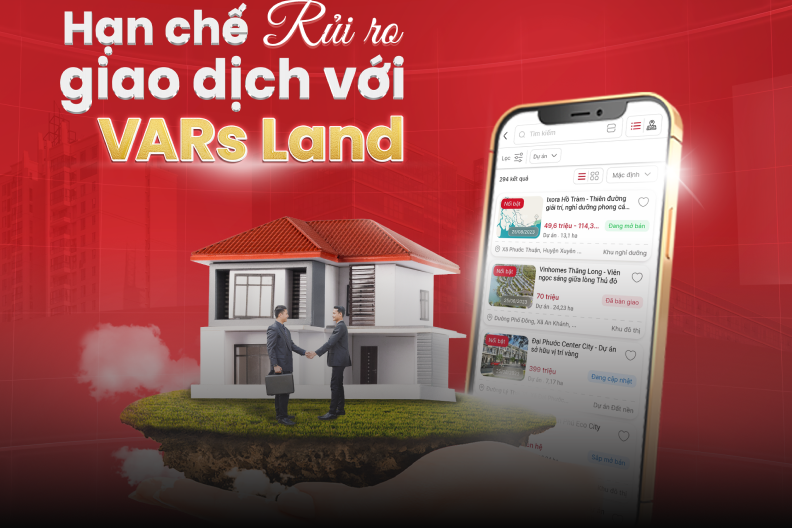 Hạn chế Rủi ro
giao dịch với
VARs Land
Tìm kiếm
Lọc
Dự án
294 kết quả
Mặc định
Nổi bật
Ixora Hồ Tràm - Thiên đường
giải trí, nghỉ dưỡng phong cá...
49,6 triệu - 114,3...
Đang mở bán
Dự án · 13,1 ha
Xã Phước Thuận, Huyện Xuyên ...
Khu nghỉ dưỡng
Nổi bật
Vinhomes Thăng Long - Viên
ngọc sáng giữa lòng Thủ đô
70 triệu
Đã bàn giao
Dự án · 24,23 ha
Đường Phố Đông, Xã An Khánh, ...
Khu đô thị
Nổi bật
Đại Phước Center City - Dự án
sở hữu vị trí vàng
399 triệu
Đang cập nhật
Dự án · 7,17 ha
Dự án Đất nền
City
Sắp mở bán